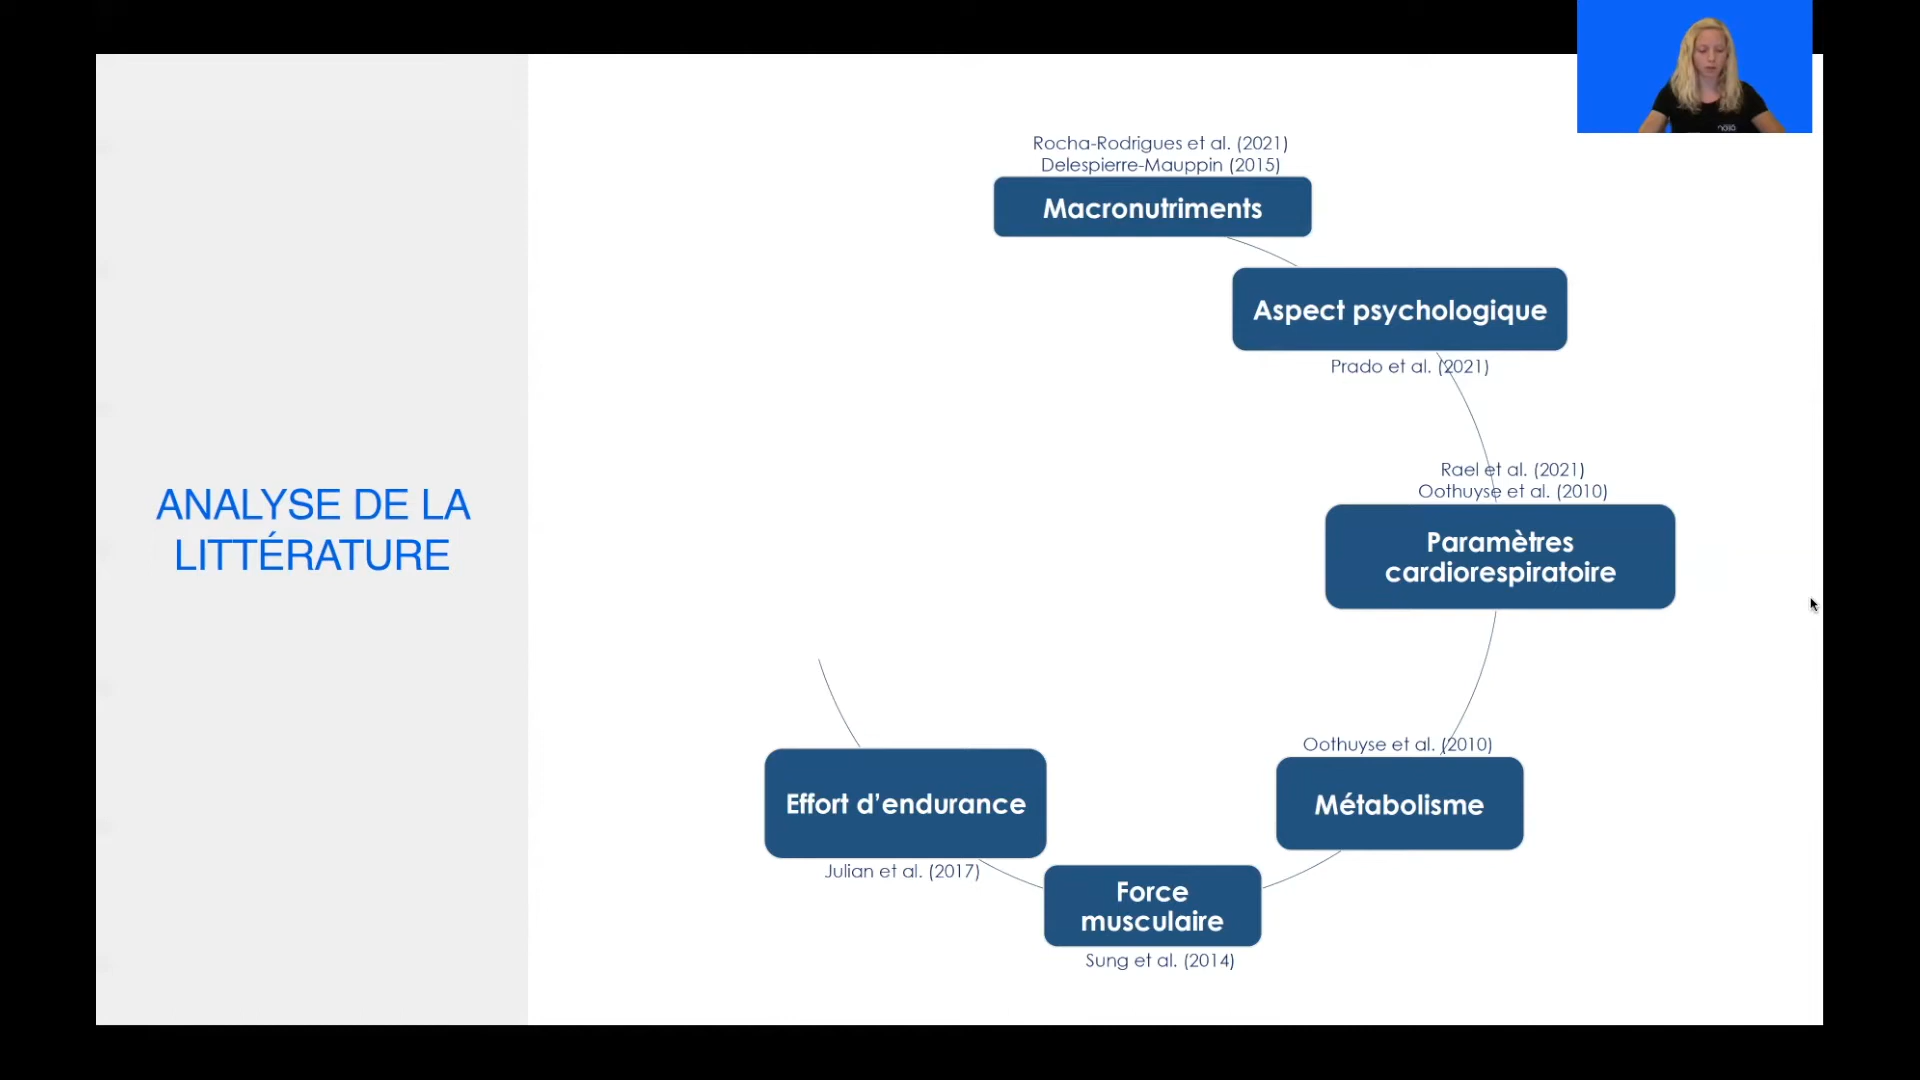 Rocha-Rodrigues et al. (2021)
Delespierre-Mauppin (2015)
Macronutriments
Aspect psychologique
Prado et al. (2021)
Rael et al. (2021)
Oothuyse et al. (2010)
Paramètres
cardiorespiratoire
ANALYSE DE LA
LITTÉRATURE
Oothuyse et al. (2010)
Métabolisme
Effort d’endurance
Julian et al. (2017)
Force
musculaire
Sung et al. (2014)